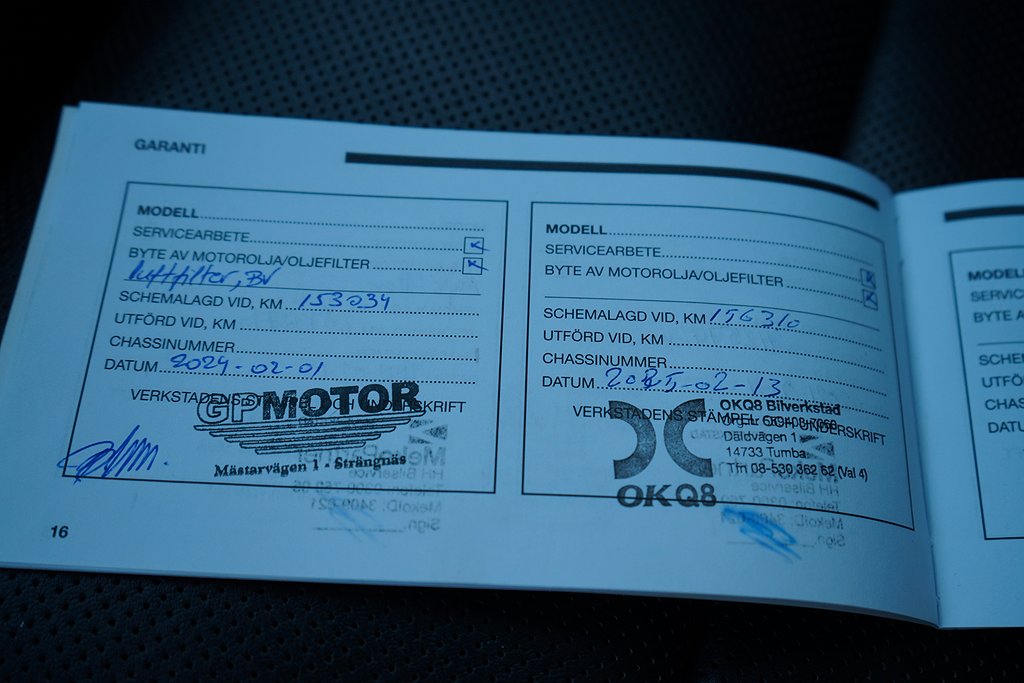 GARANTI
MODELL
SERVICEARBETE
BYTE AV MOTOROLJA/OLJEFILTER
Luftfilter, BV
SCHEMALAGD VID, KM 153034
UTFÖRD VID, KM
CHASSINUMMER
DATUM 2024-02-01
VERKSTADENS STÄMPEL OCH UNDERSKRIFT
GPMOTOR
Mästarvägen 1 - Strängnäs
16
MODELL
SERVICEARBETE
BYTE AV MOTOROLJA/OLJEFILTER
SCHEMALAGD VID, KM 156310
UTFÖRD VID, KM
CHASSINUMMER
DATUM 2025-02-13
VERKSTADENS STÄMPEL OCH UNDERSKRIFT
OKQ8 Bilverkstad
Org.nr
Däldvägen 1
14733 Tumba
Tfn 08-530 362 62 (Val 4)
OKQ8
MODELL
SERVIC
BYTE A
SCHEM
UTFÖ
CHAS
DATU